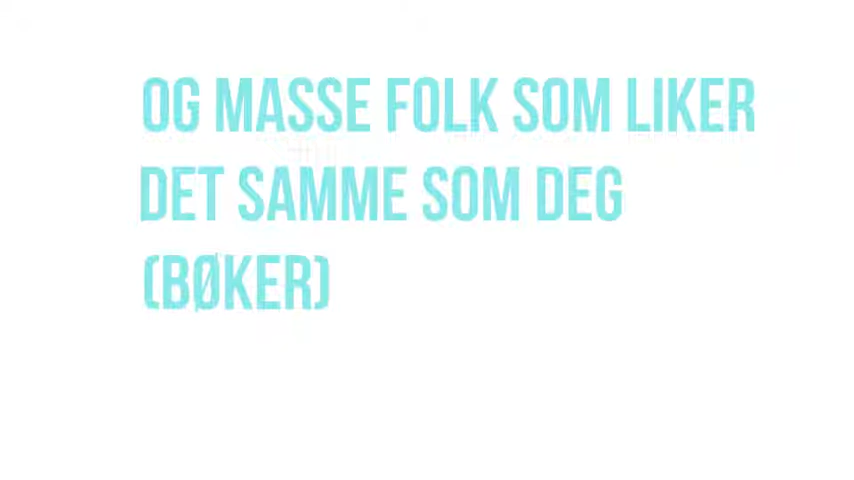 OG MASSE FOLK SOM LIKER
DET SAMME SOM DEG
(BØKER)